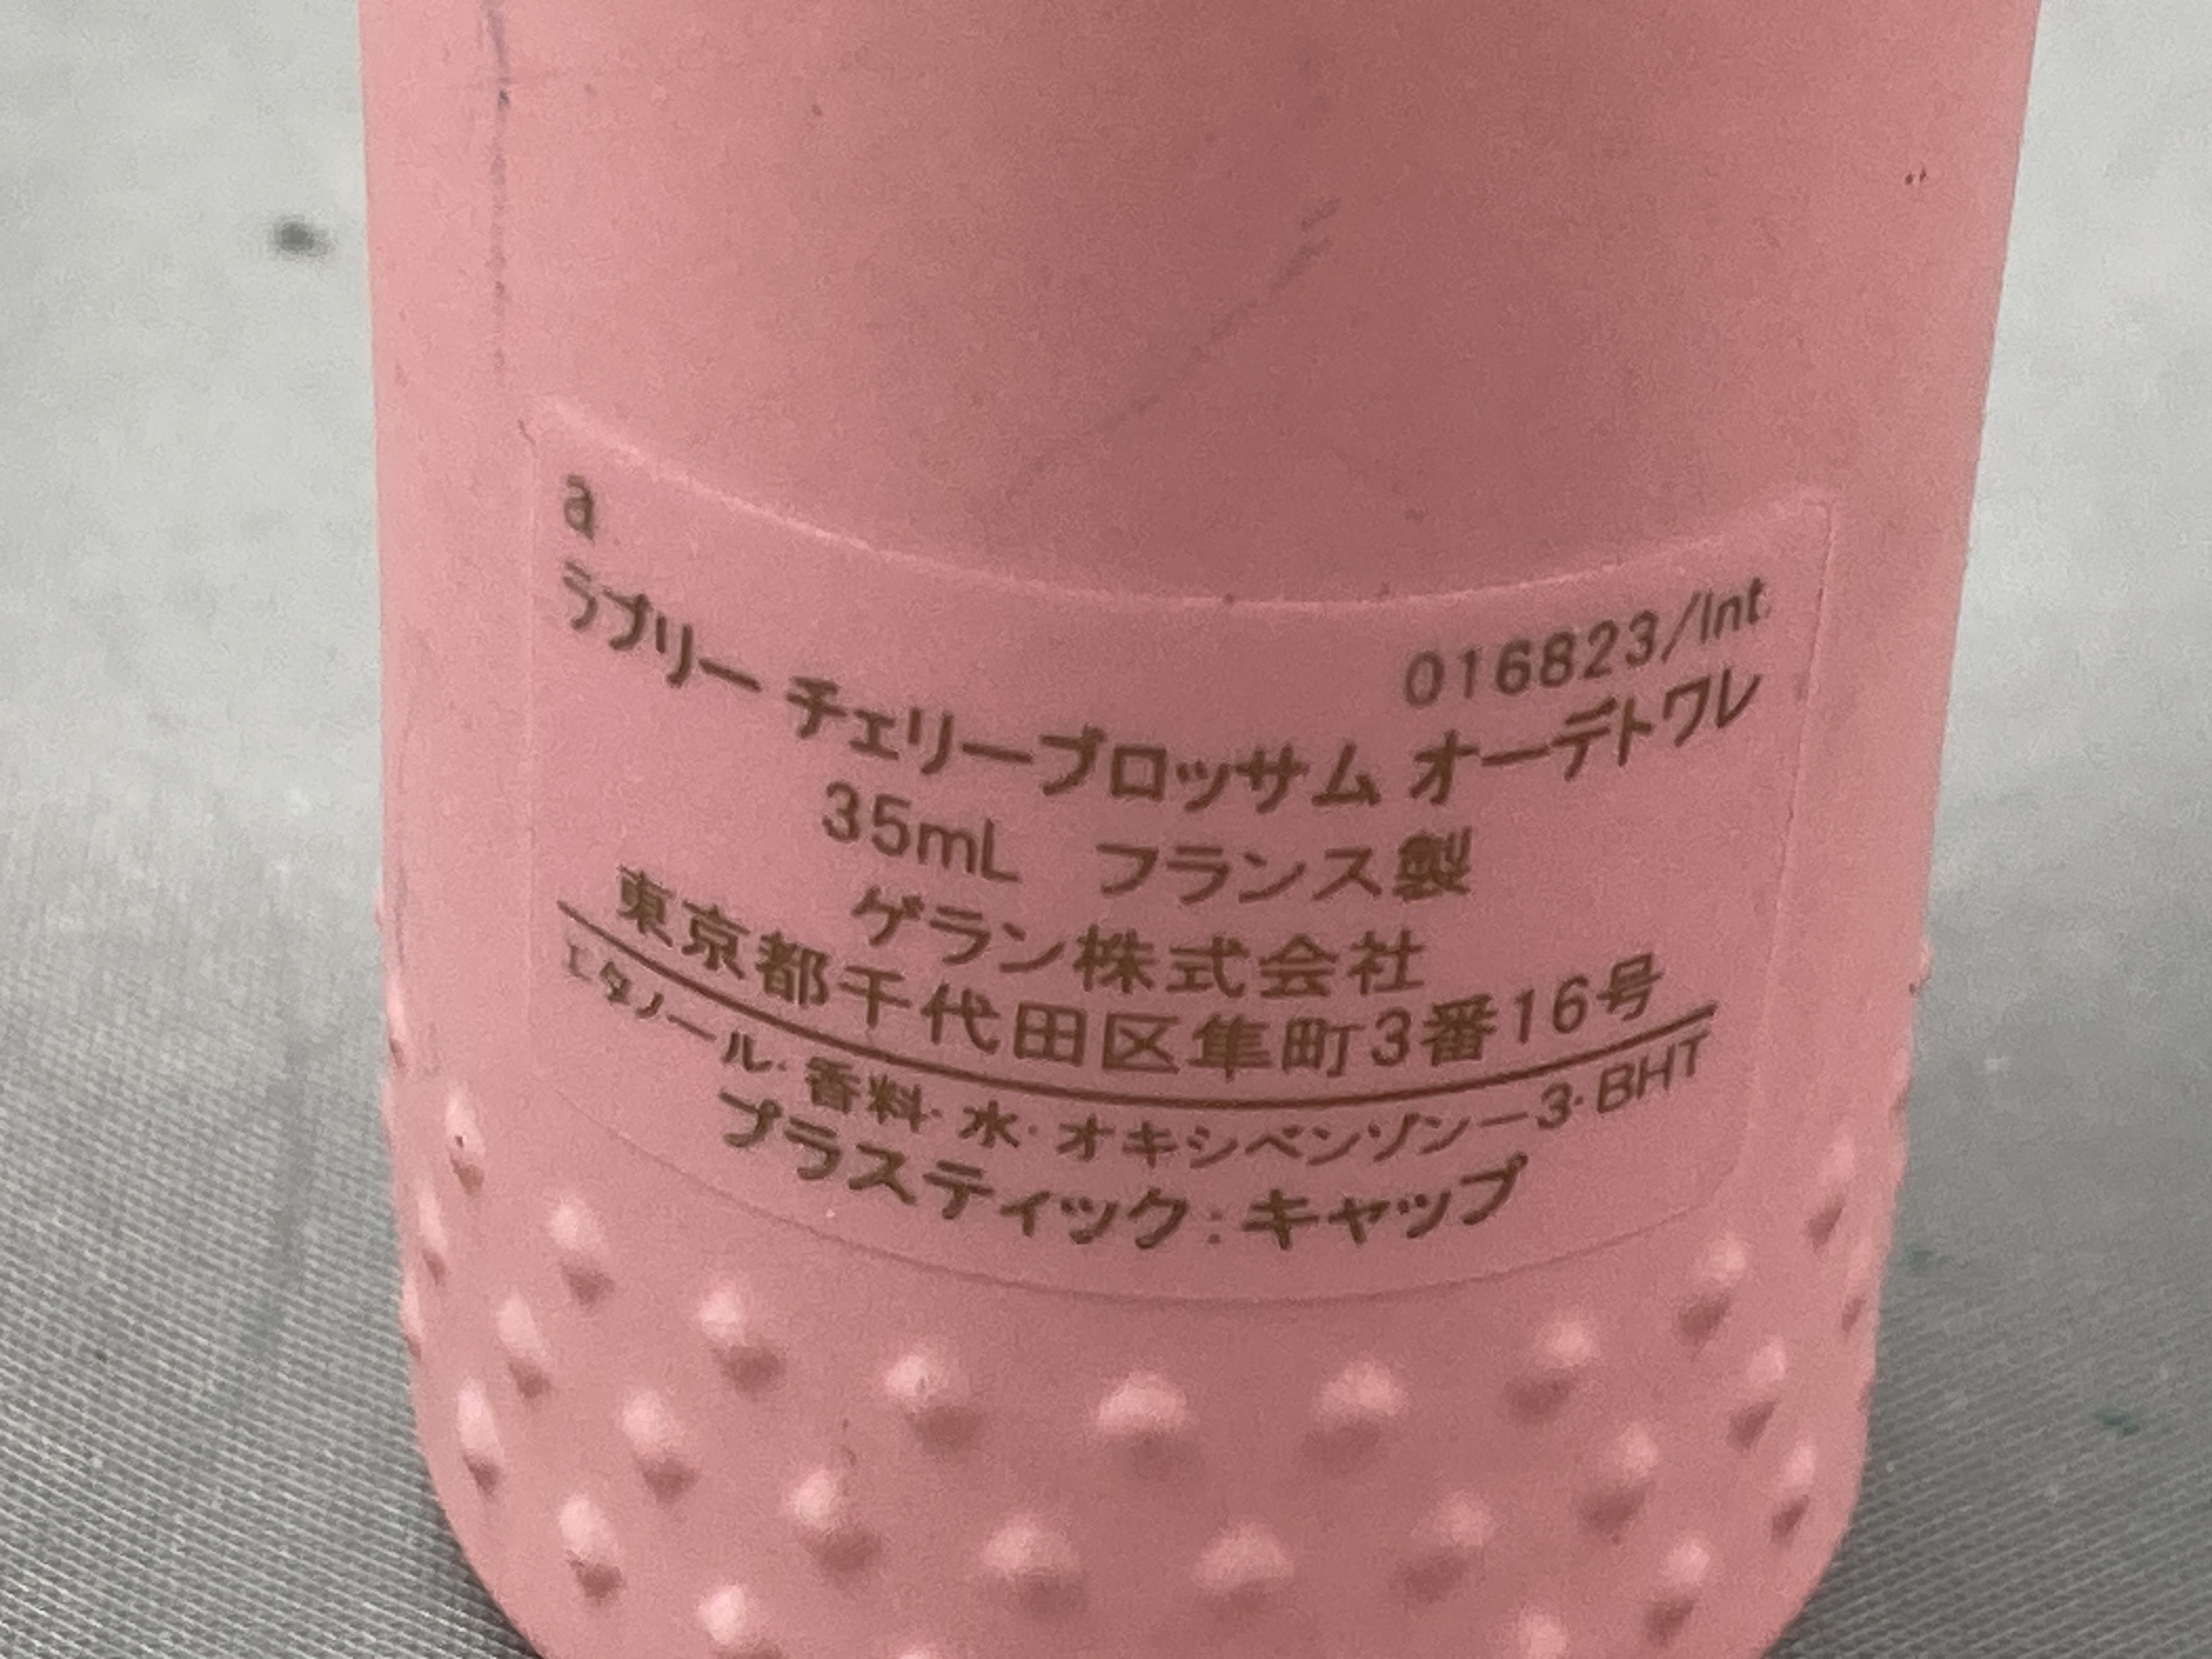 a
016823/Int.
ラブリー チェリーブロッサム オーデトワレ
35mL フランス製
ゲラン株式会社
東京都千代田区隼町3番16号
エタノール・香料・水・オキシベンゾン－3・BHT
プラスティック：キャップ